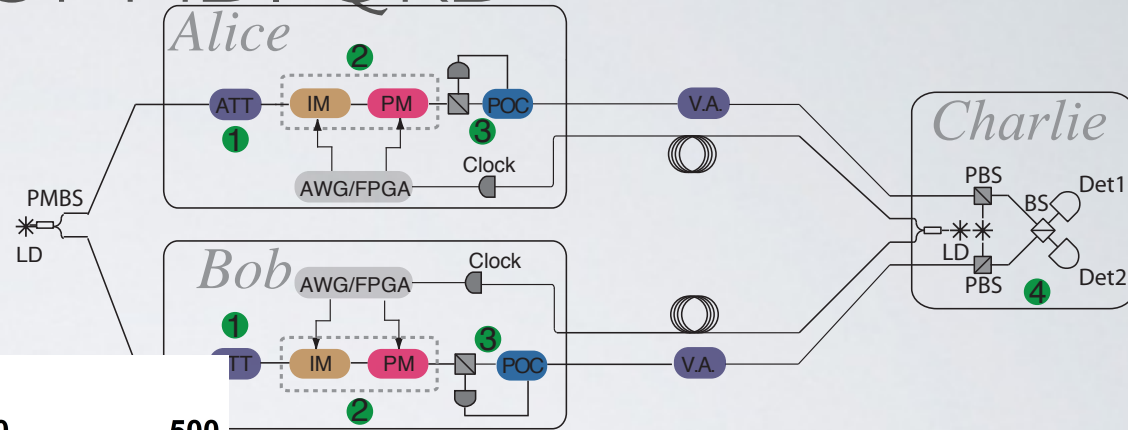 Alice
2
ATT
IM
PM
POC
1
3
AWG/FPGA
Clock
V.A.
PMBS
LD
Bob
AWG/FPGA
Clock
1
IM
PM
3
POC
2
V.A.
Charlie
PBS
BS
Det1
LD
PBS
Det2
4
500